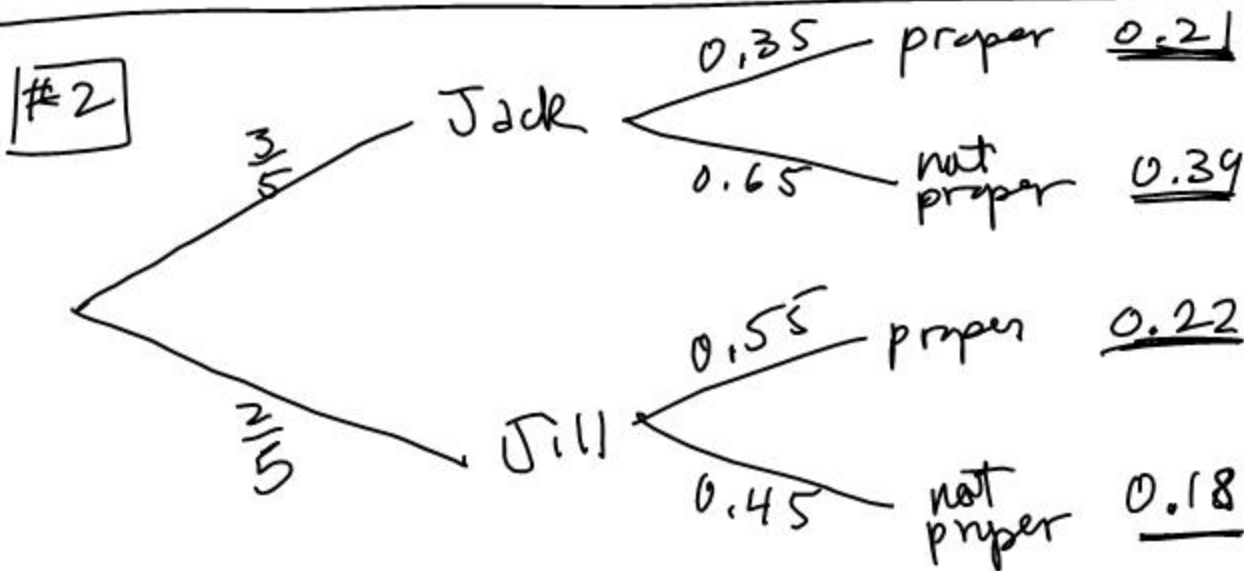 #2
3/5
Jack
0.35
proper
0.21
0.65
not
proper
0.39
2/5
Jill
0.55
proper
0.22
0.45
not
proper
0.18